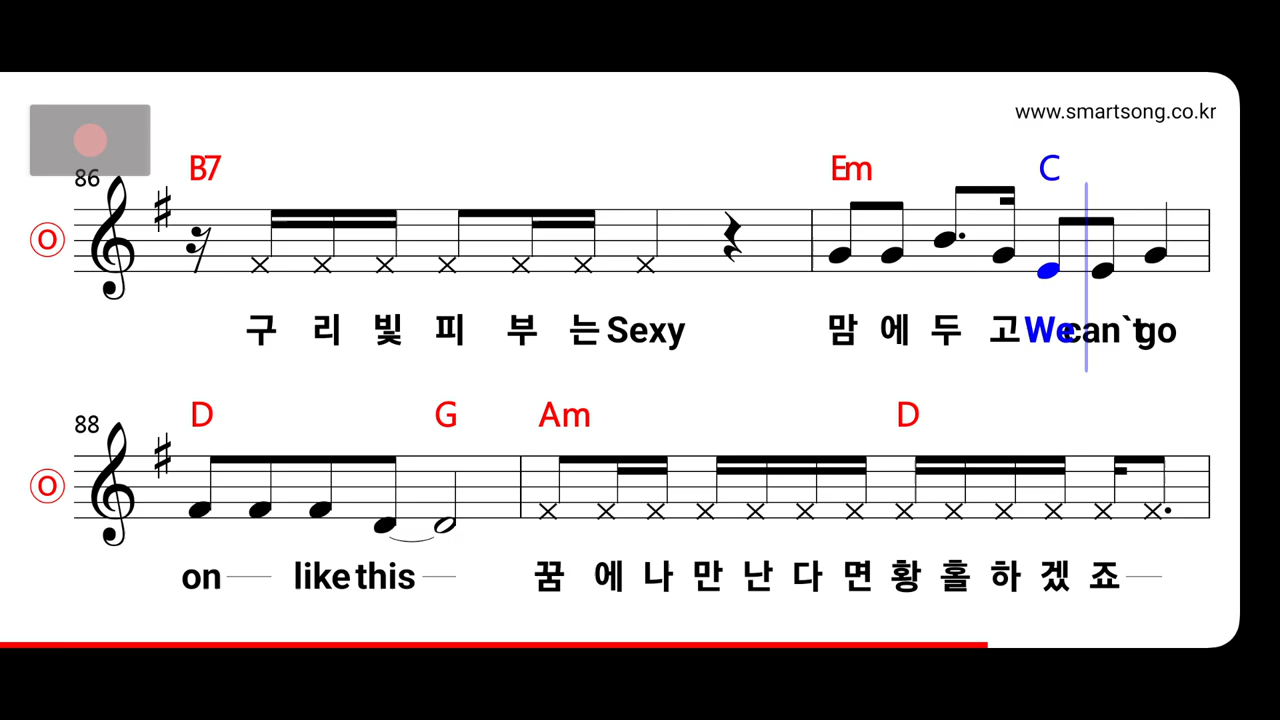 www.smartsong.co.kr
86 B7 Em C
O
구 리 빛 피 부 는 Sexy 맘 에 두 고 We can`t go
88 D G Am D
O
on like this 꿈 에 나 만 난 다 면 황 홀 하 겠 죠